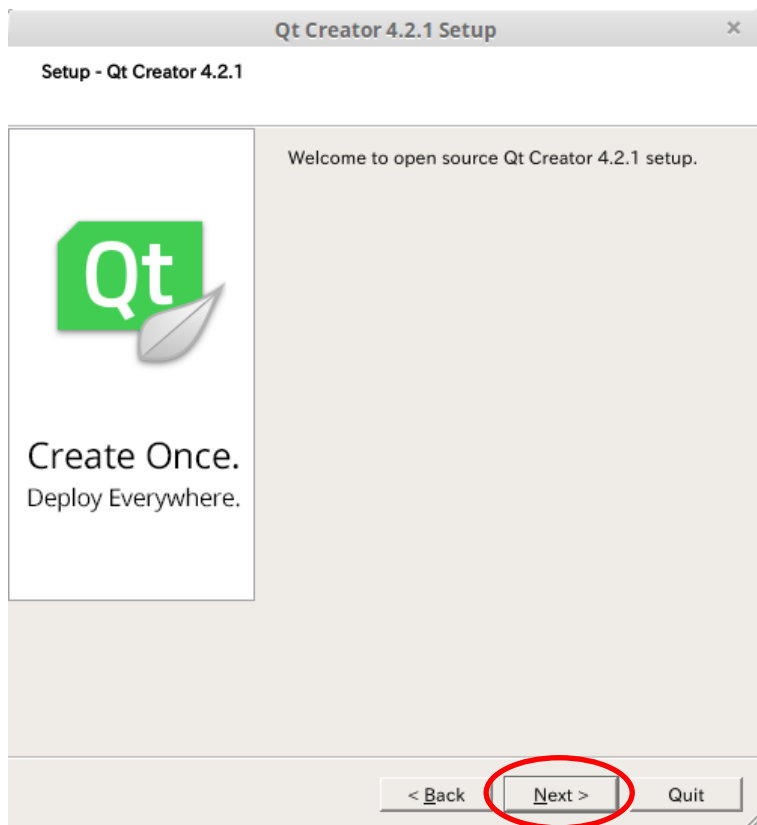 Qt Creator 4.2.1 Setup
Setup - Qt Creator 4.2.1
Welcome to open source Qt Creator 4.2.1 setup.
Qt
Create Once.
Deploy Everywhere.
< Back Next > Quit